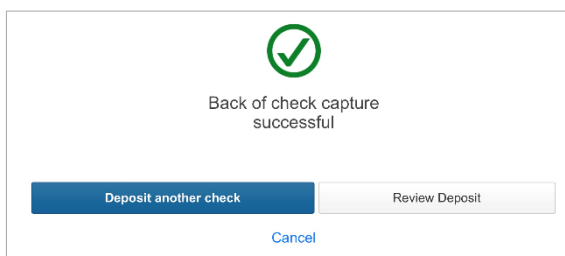 Back of check capture
successful
Deposit another check
Review Deposit
Cancel